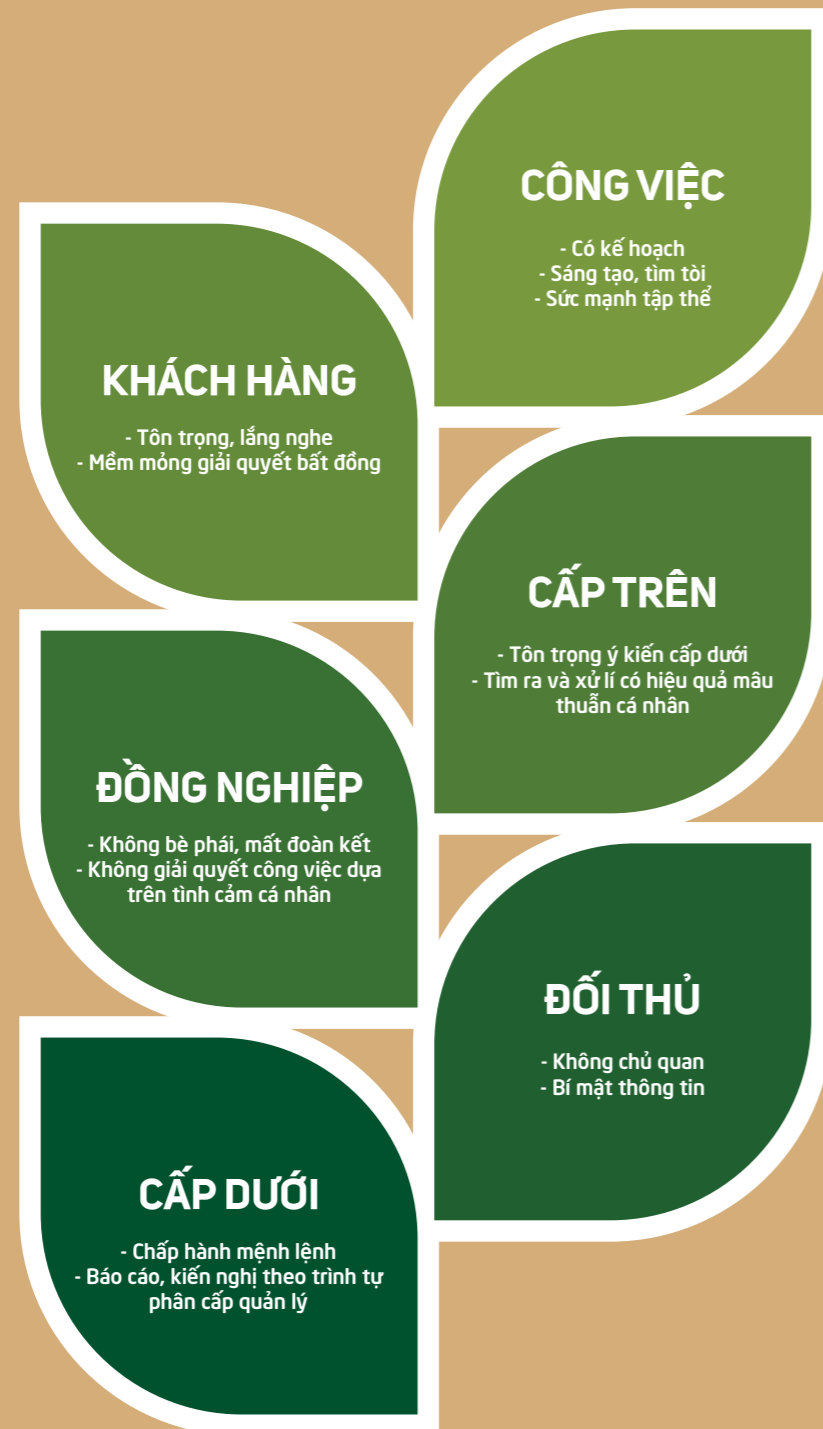 CÔNG VIỆC
- Có kế hoạch
- Sáng tạo, tìm tòi
- Sức mạnh tập thể
KHÁCH HÀNG
- Tôn trọng, lắng nghe
- Mềm mỏng giải quyết bất đồng
CẤP TRÊN
- Tôn trọng ý kiến cấp dưới
- Tìm ra và xử lí có hiệu quả mâu
thuẫn cá nhân
ĐỒNG NGHIỆP
- Không bè phái, mất đoàn kết
- Không giải quyết công việc dựa
trên tình cảm cá nhân
ĐỐI THỦ
- Không chủ quan
- Bí mật thông tin
CẤP DƯỚI
- Chấp hành mệnh lệnh
- Báo cáo, kiến nghị theo trình tự
phân cấp quản lý